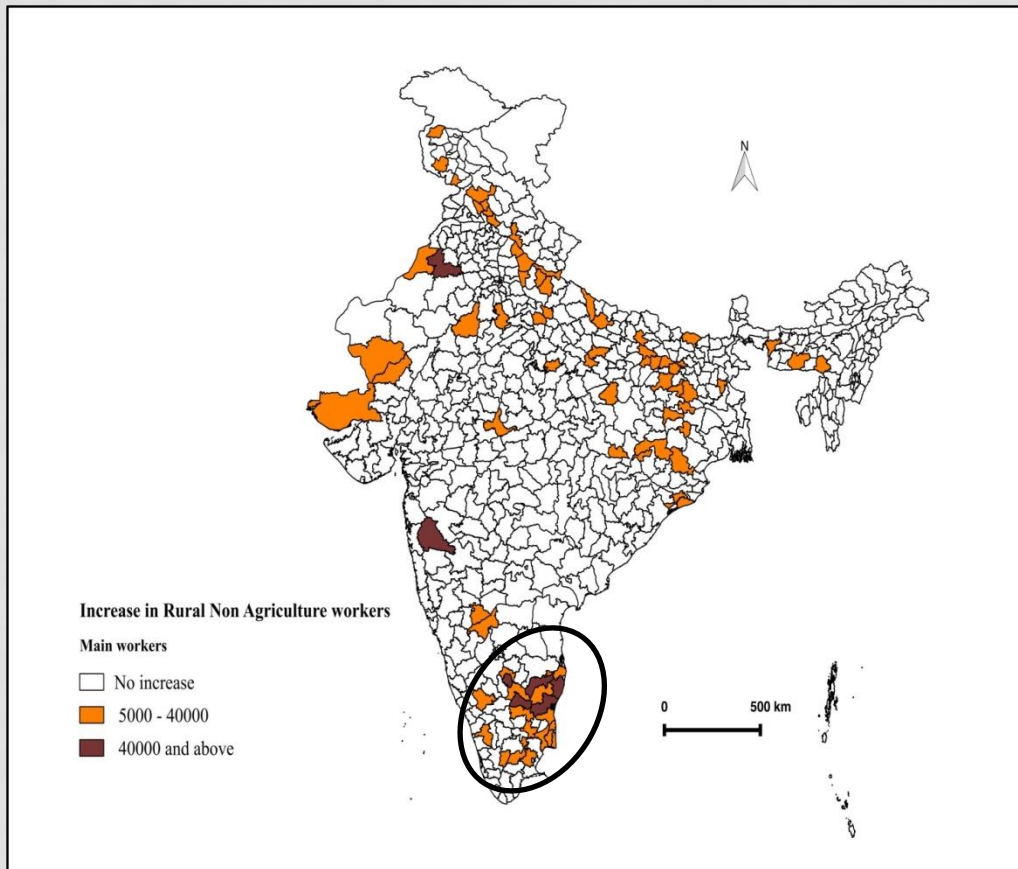 N
Increase in Rural Non Agriculture workers
Main workers
No increase
5000 - 40000
40000 and above
0 500 km